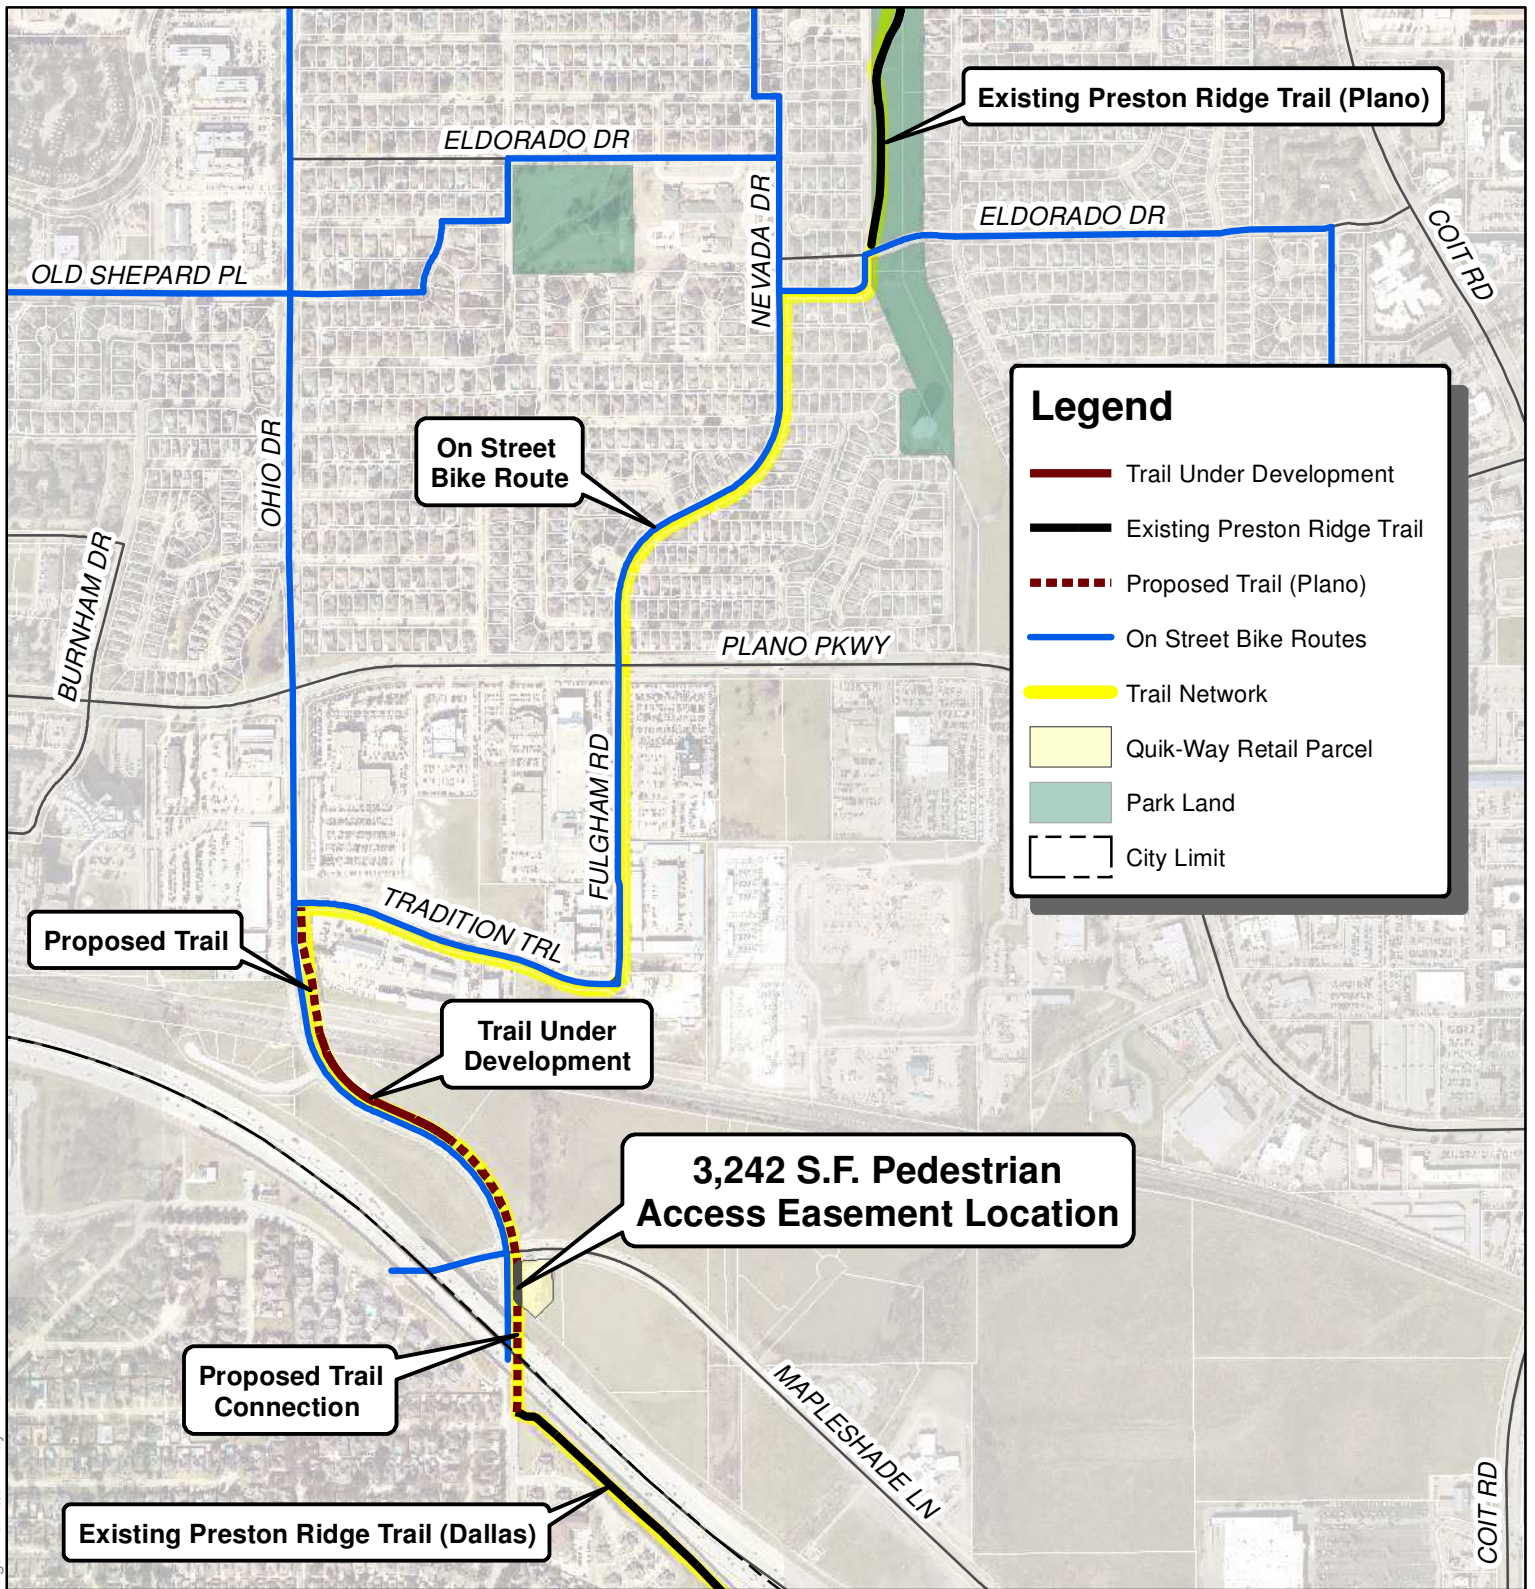 Existing Preston Ridge Trail (Plano)
ELDORADO DR
NEVADA DR
ELDORADO DR
COIT RD
OLD SHEPARD PL
Legend
Trail Under Development
Existing Preston Ridge Trail
Proposed Trail (Plano)
On Street Bike Routes
Trail Network
Quik-Way Retail Parcel
Park Land
City Limit
On Street
Bike Route
OHIO DR
BURNHAM DR
PLANO PKWY
FULGHAM RD
TRADITION TRL
Proposed Trail
Trail Under
Development
3,242 S.F. Pedestrian
Access Easement Location
Proposed Trail
Connection
MAPLESHADE LN
COIT RD
Existing Preston Ridge Trail (Dallas)